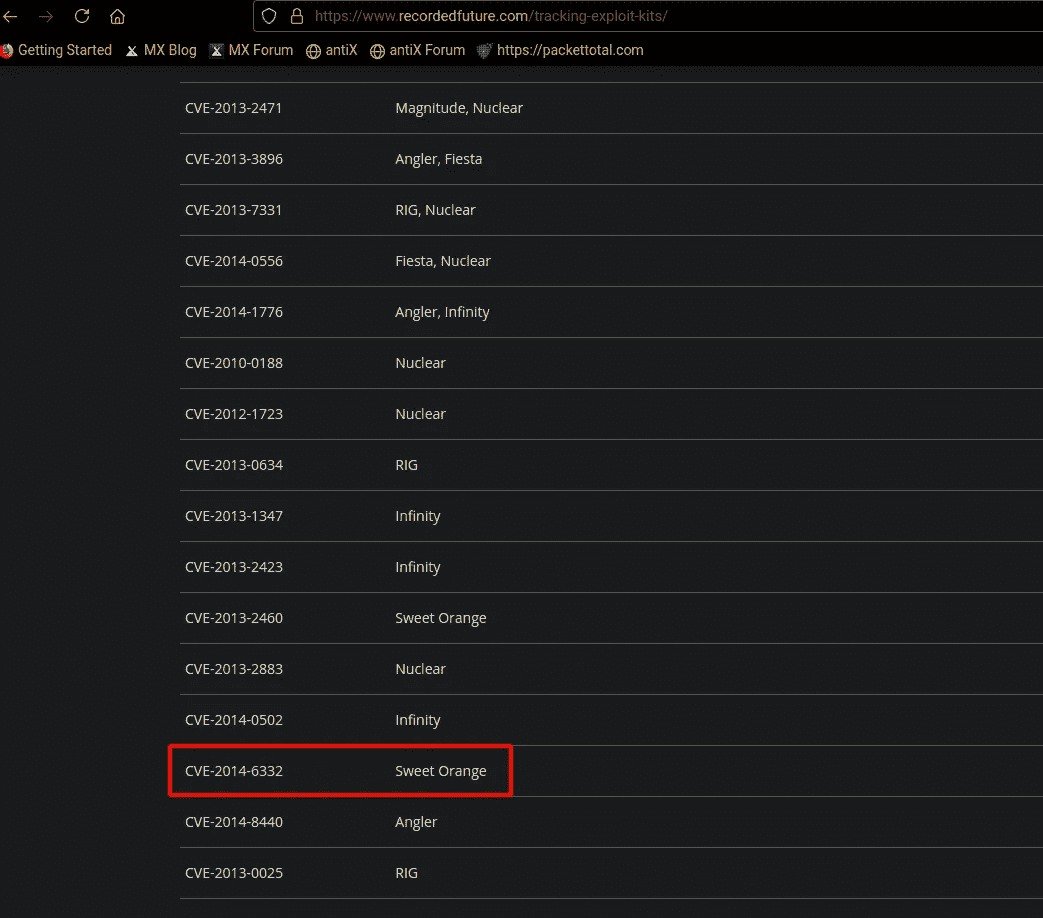 https://www.recordedfuture.com/tracking-exploit-kits/
Getting Started MX Blog MX Forum antiX antiX Forum https://packettotal.com
CVE-2013-2471 Magnitude, Nuclear
CVE-2013-3896 Angler, Fiesta
CVE-2013-7331 RIG, Nuclear
CVE-2014-0556 Fiesta, Nuclear
CVE-2014-1776 Angler, Infinity
CVE-2010-0188 Nuclear
CVE-2012-1723 Nuclear
CVE-2013-0634 RIG
CVE-2013-1347 Infinity
CVE-2013-2423 Infinity
CVE-2013-2460 Sweet Orange
CVE-2013-2883 Nuclear
CVE-2014-0502 Infinity
CVE-2014-6332 Sweet Orange
CVE-2014-8440 Angler
CVE-2013-0025 RIG